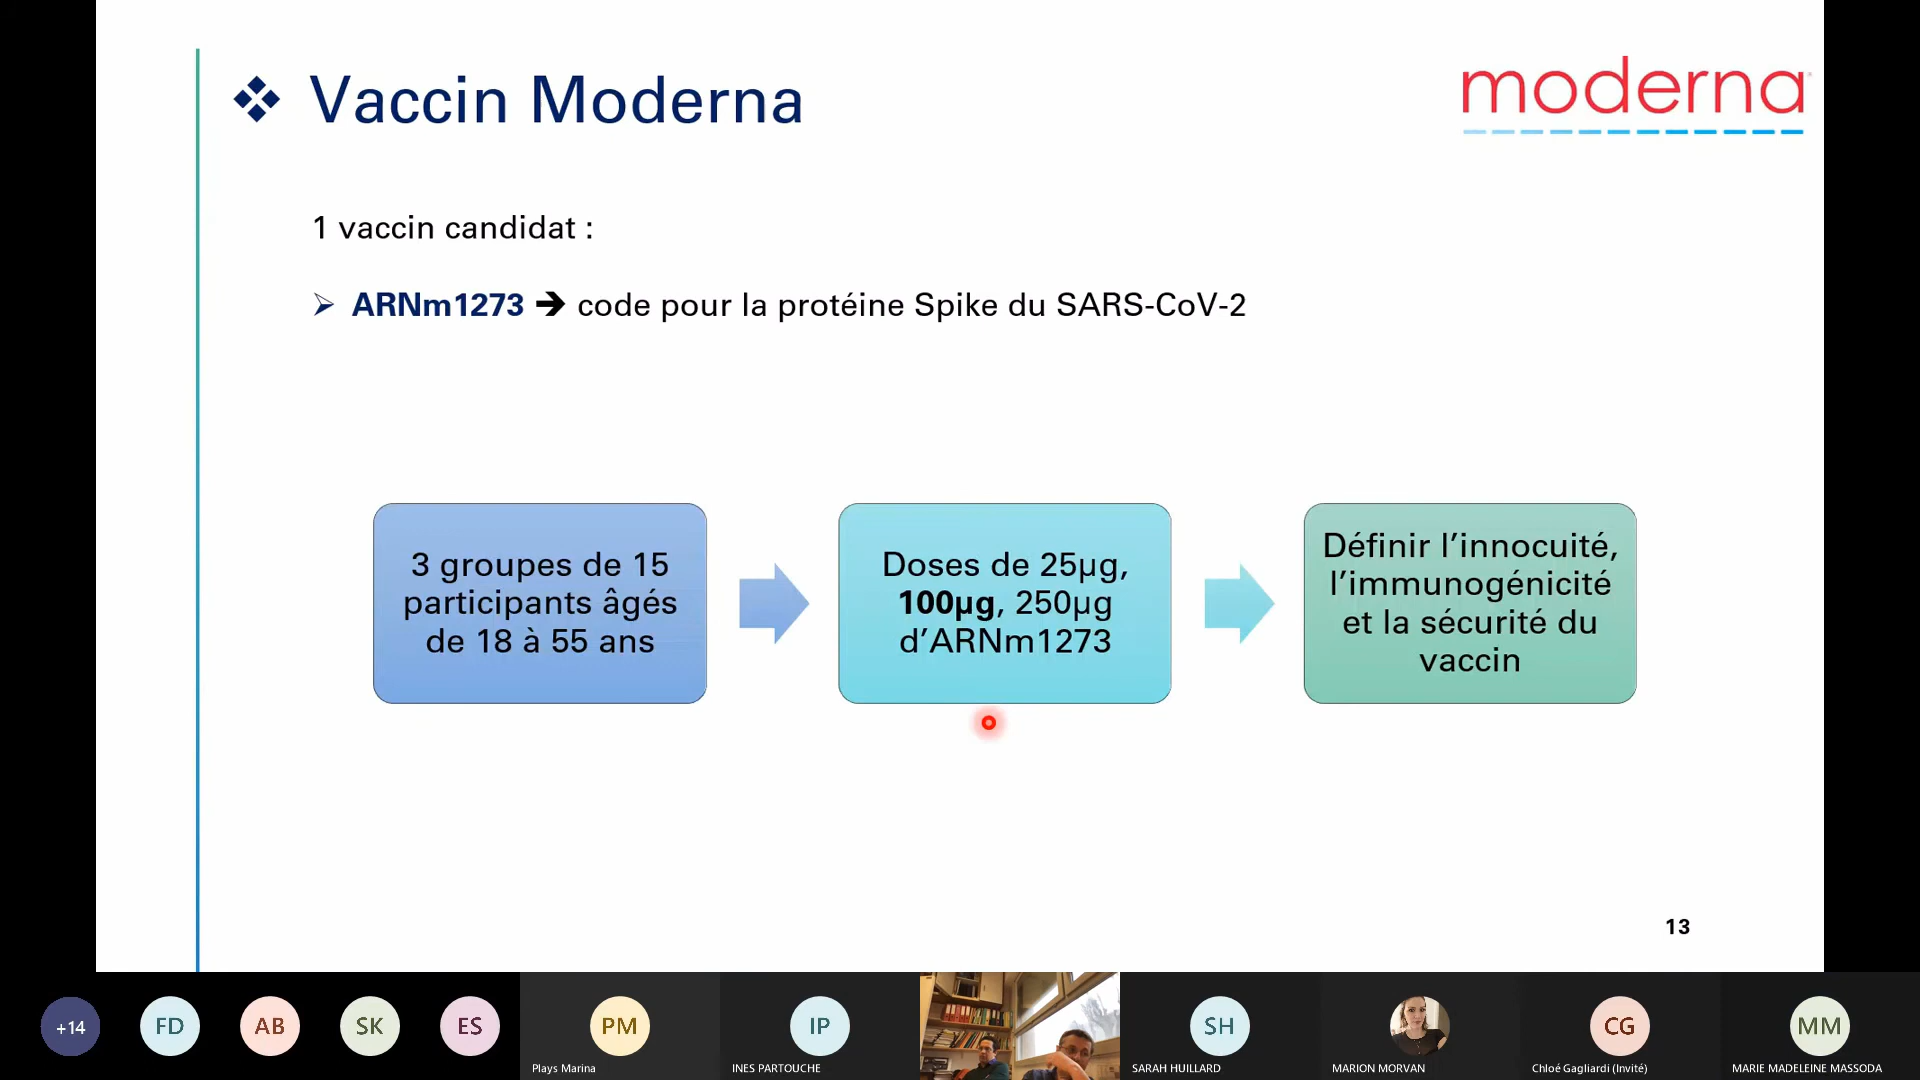 Vaccin Moderna
moderna
1 vaccin candidat :
ARNm1273 → code pour la protéine Spike du SARS-CoV-2
3 groupes de 15
participants âgés
de 18 à 55 ans
Doses de 25µg,
100µg, 250µg
d’ARNm1273
Définir l’innocuité,
l’immunogénicité
et la sécurité du
vaccin
13
+14
FD
AB
SK
ES
PM
Plays Marina
IP
INES PARTOUCHE
SH
SARAH HUILLARD
MARION MORVAN
CG
Chloé Gagliardi (Invité)
MM
MARIE MADELEINE MASSODA